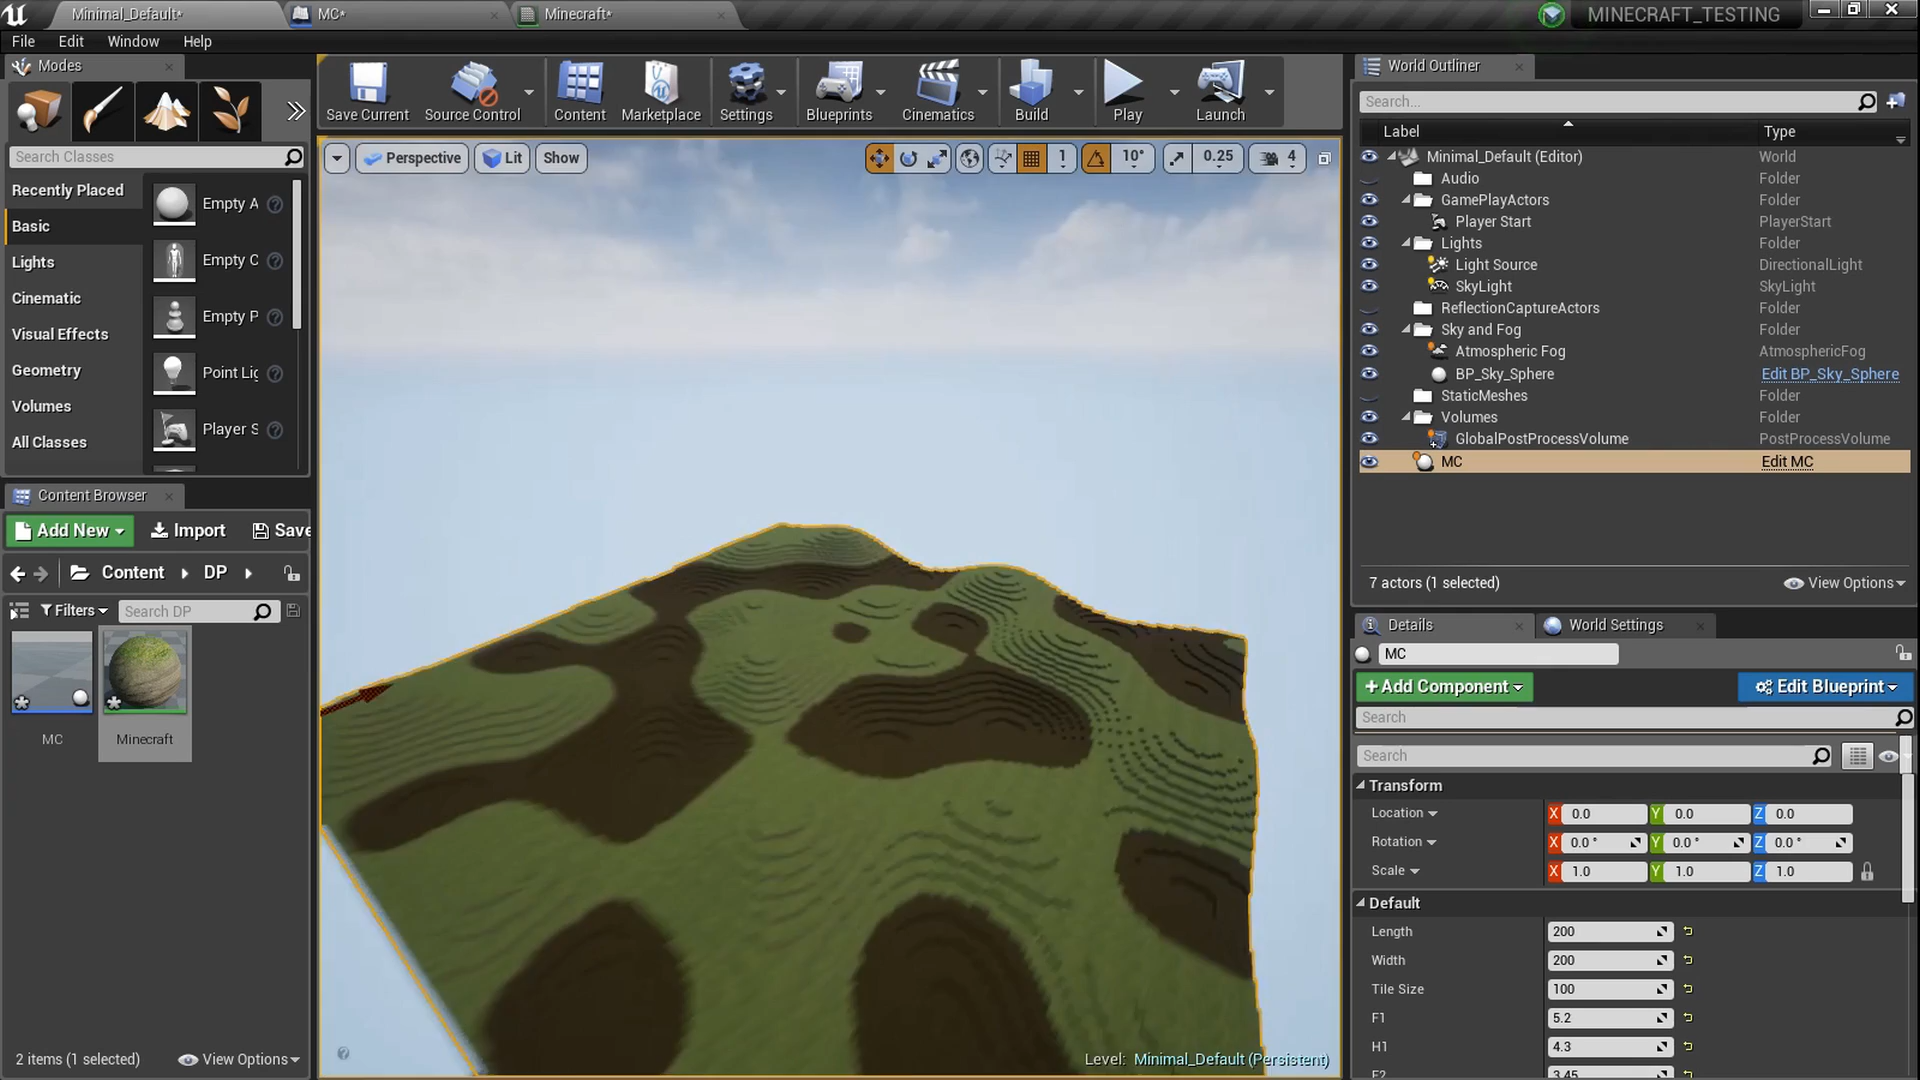 Minimal_Default*
MC*
Minecraft*
MINECRAFT_TESTING
File Edit Window Help
Modes
Search Classes
Recently Placed
Basic
Lights
Cinematic
Visual Effects
Geometry
Volumes
All Classes
Empty A
Empty C
Empty P
Point Lig
Player S
Content Browser
Add New
Import
Save
Content
DP
Filters
Search DP
MC
Minecraft
2 items (1 selected)
View Options
Save Current
Source Control
Content
Marketplace
Settings
Blueprints
Cinematics
Build
Play
Launch
Perspective
Lit
Show
1
10°
0.25
4
Level: Minimal_Default (Persistent)
World Outliner
Search...
Label Type
Minimal_Default (Editor) World
Audio Folder
GamePlayActors Folder
Player Start PlayerStart
Lights Folder
Light Source DirectionalLight
SkyLight SkyLight
ReflectionCaptureActors Folder
Sky and Fog Folder
Atmospheric Fog AtmosphericFog
BP_Sky_Sphere Edit BP_Sky_Sphere
StaticMeshes Folder
Volumes Folder
GlobalPostProcessVolume PostProcessVolume
MC Edit MC
7 actors (1 selected)
View Options
Details
World Settings
MC
+Add Component
Edit Blueprint
Search
Search
Transform
Location X 0.0 Y 0.0 Z 0.0
Rotation X 0.0 ° Y 0.0 ° Z 0.0 °
Scale X 1.0 Y 1.0 Z 1.0
Default
Length 200
Width 200
Tile Size 100
F1 5.2
H1 4.3
F2 3.45